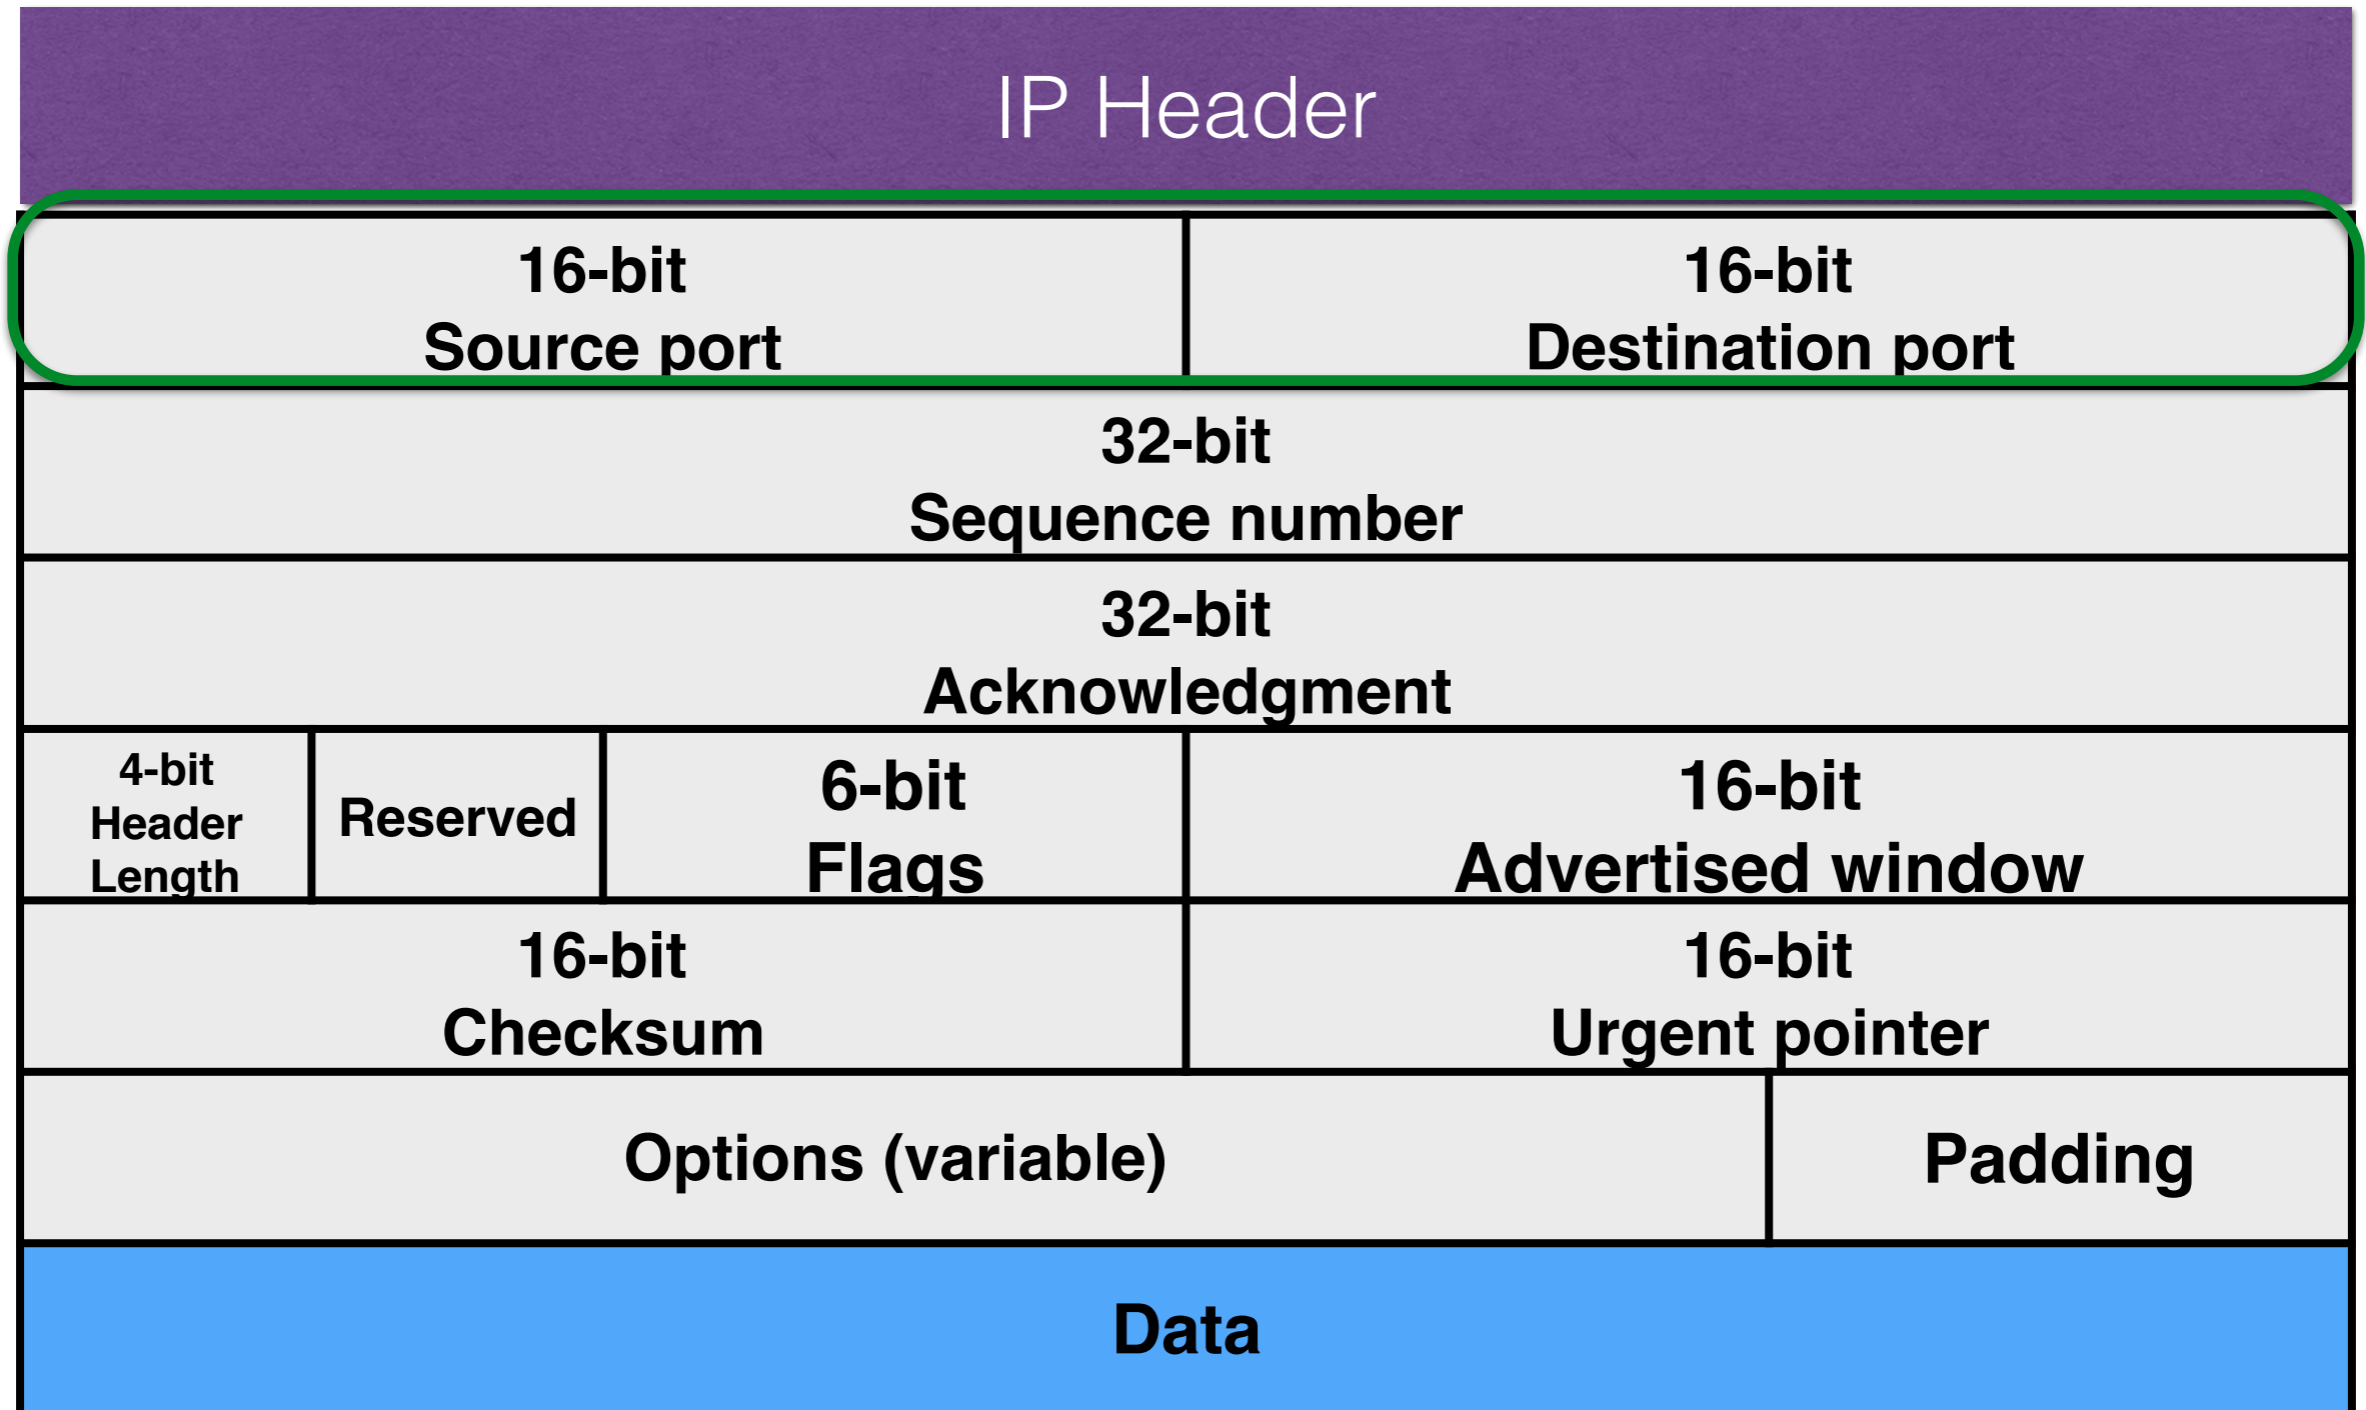 IP Header
16-bit
Source port
16-bit
Destination port
32-bit
Sequence number
32-bit
Acknowledgment
4-bit
Header
Length
Reserved
6-bit
Flags
16-bit
Advertised window
16-bit
Checksum
16-bit
Urgent pointer
Options (variable)
Padding
Data